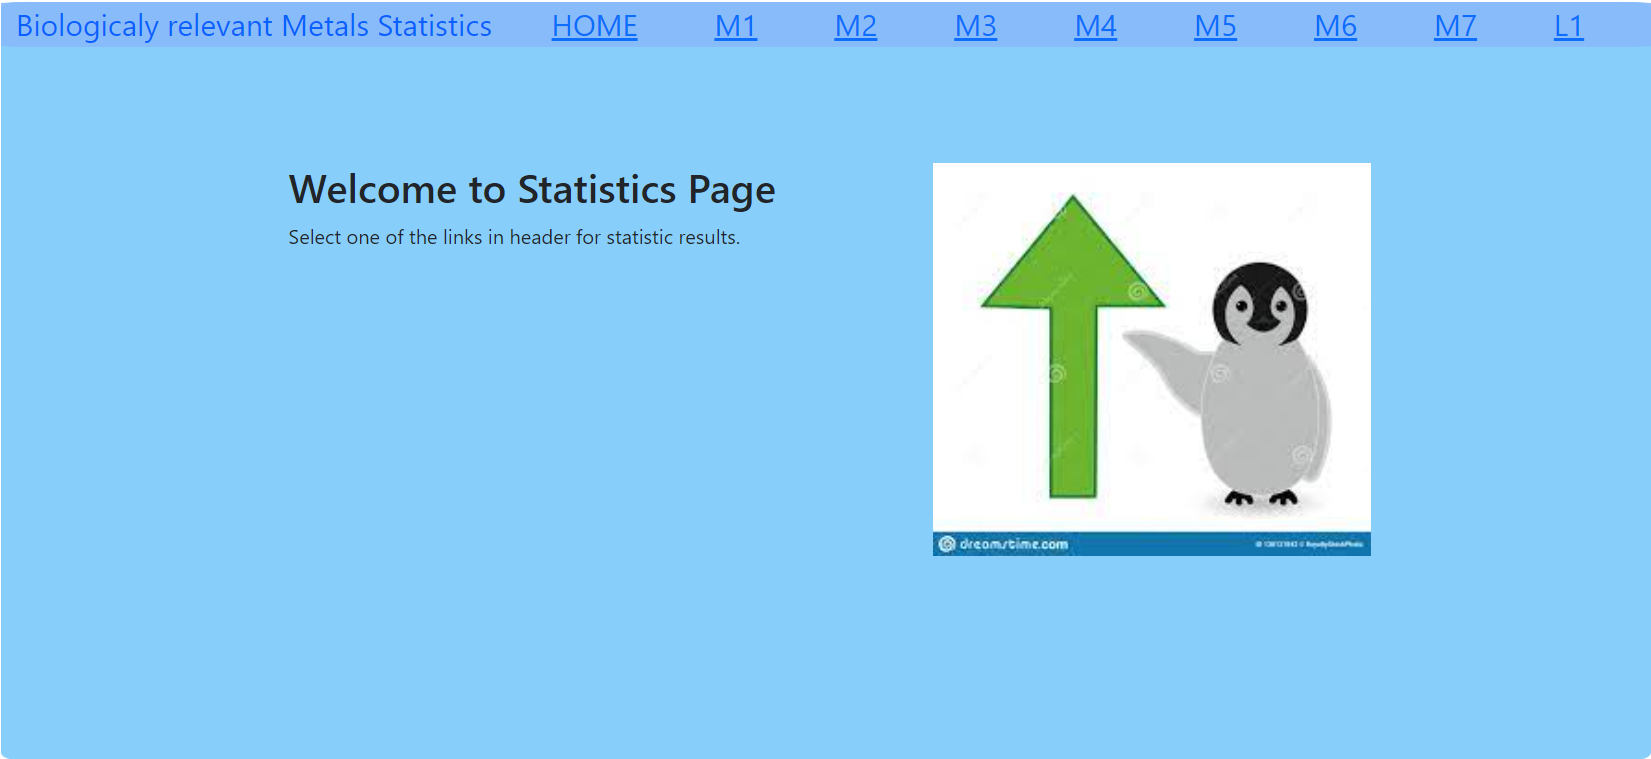 Biologicaly relevant Metals Statistics HOME M1 M2 M3 M4 M5 M6 M7 L1
Welcome to Statistics Page
Select one of the links in header for statistic results.
dreamstime.com